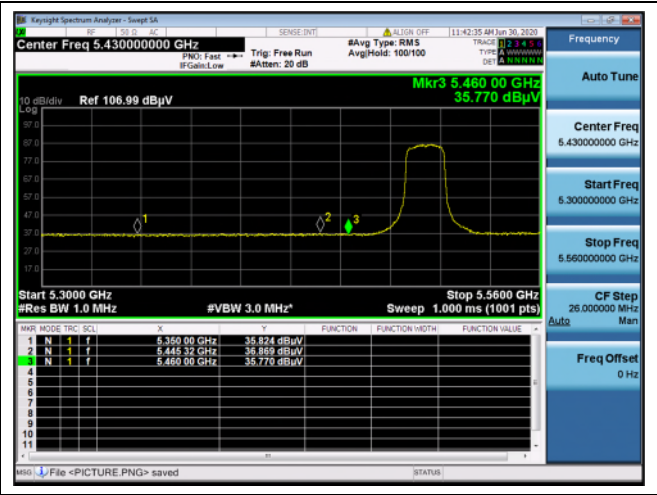 Keysight Spectrum Analyzer - Swept SA
RF 50 Ω AC SENSE:INT ALIGN OFF 11:42:35 AM Jun 30, 2020
Center Freq 5.430000000 GHz #Avg Type: RMS TRACE 1 2 3 4 5 6
PNO: Fast Trig: Free Run Avg|Hold: 100/100 TYPE A WWWWW
IFGain:Low #Atten: 20 dB DET A N N N N N
Mkr3 5.460 00 GHz
10 dB/div Ref 106.99 dBµV 35.770 dBµV
Log
97.0
87.0
77.0
67.0
57.0
47.0
37.0
27.0
17.0
1
2
3
Start 5.3000 GHz Stop 5.5600 GHz
#Res BW 1.0 MHz #VBW 3.0 MHz* Sweep 1.000 ms (1001 pts)
MKR MODE TRC SCL X Y FUNCTION FUNCTION WIDTH FUNCTION VALUE
1 N 1 f 5.350 00 GHz 35.824 dBµV
2 N 1 f 5.445 32 GHz 36.869 dBµV
3 N 1 f 5.460 00 GHz 35.770 dBµV
4
5
6
7
8
9
10
11
MSG File <PICTURE.PNG> saved STATUS
Frequency
Auto Tune
Center Freq
5.430000000 GHz
Start Freq
5.300000000 GHz
Stop Freq
5.560000000 GHz
CF Step
26.000000 MHz
Auto Man
Freq Offset
0 Hz